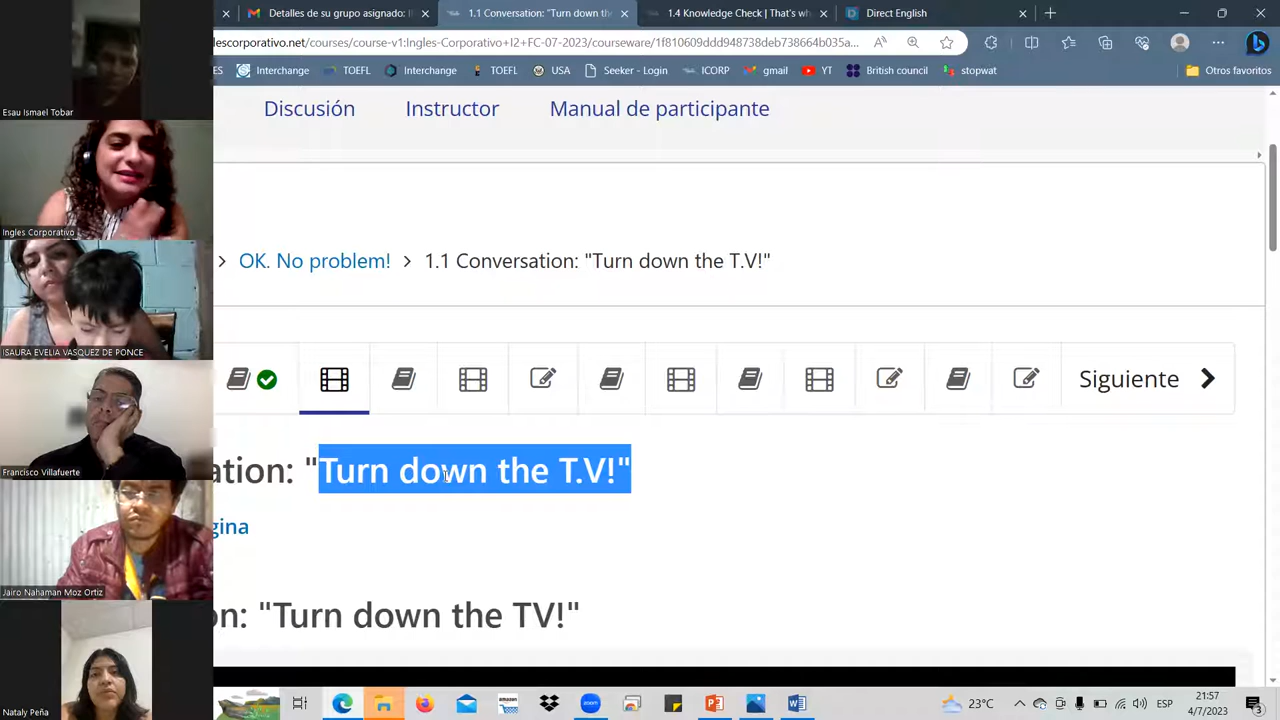 Detalles de su grupo asignado: I
1.1 Conversation: "Turn down th
1.4 Knowledge Check | That's wh
Direct English
lescorporativo.net/courses/course-v1:Ingles-Corporativo+I2+FC-07-2023/courseware/1f810609ddd948738deb738664b035a...
ES
Interchange
TOEFL
Interchange
TOEFL
USA
Seeker - Login
ICORP
gmail
YT
British council
stopwat
Otros favoritos
Discusión
Instructor
Manual de participante
OK. No problem!
1.1 Conversation: "Turn down the T.V!"
Siguiente
ation: "Turn down the T.V!"
gina
on: "Turn down the TV!"
Esau Ismael Tobar
Ingles Corporativo
ISAURA EVELIA VASQUEZ DE PONCE
Francisco Villafuerte
Jairo Nahaman Moz Ortiz
Nataly Peña
amazon
zoom
23°C
ESP
21:57
4/7/2023
3